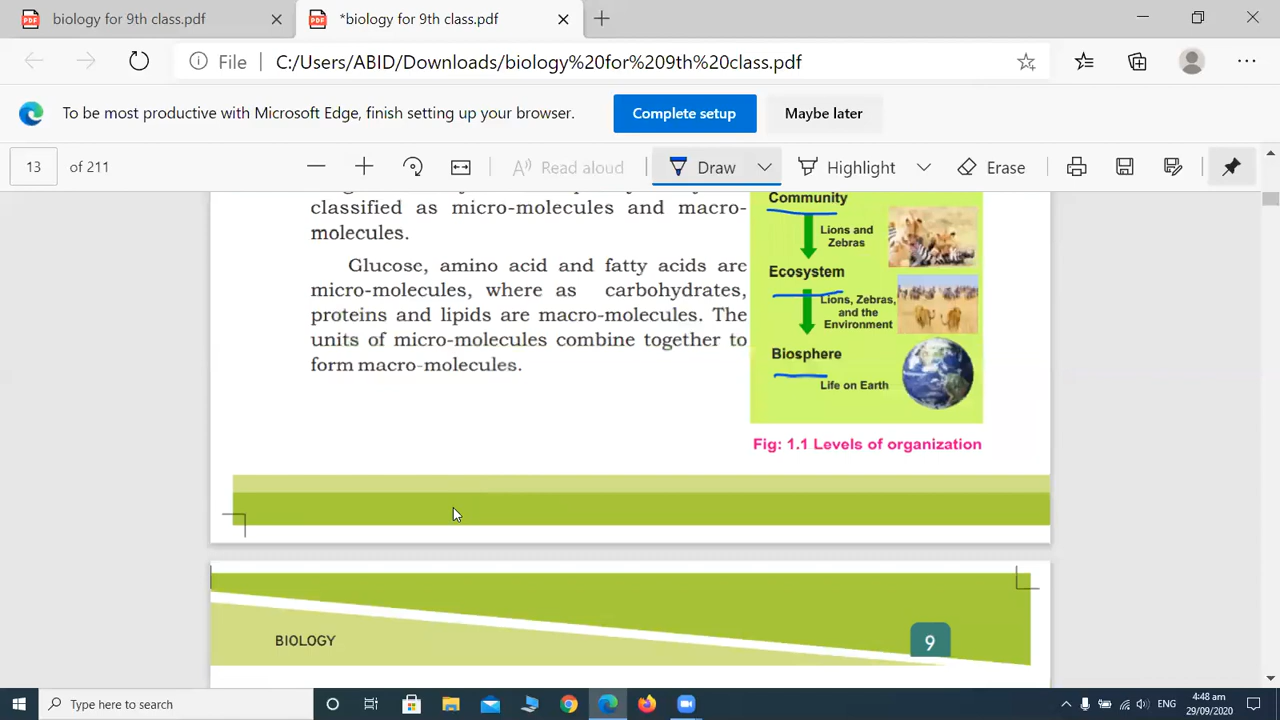 biology for 9th class.pdf
*biology for 9th class.pdf
File
C:/Users/ABID/Downloads/biology%20for%209th%20class.pdf
To be most productive with Microsoft Edge, finish setting up your browser.
Complete setup
Maybe later
13 of 211
Read aloud
Draw
Highlight
Erase
classified as micro-molecules and macro-
molecules.
Glucose, amino acid and fatty acids are
micro-molecules, where as carbohydrates,
proteins and lipids are macro-molecules. The
units of micro-molecules combine together to
form macro-molecules.
Community
Lions and
Zebras
Ecosystem
Lions, Zebras,
and the
Environment
Biosphere
Life on Earth
Fig: 1.1 Levels of organization
BIOLOGY
9
Type here to search
ENG
4:48 am
29/09/2020